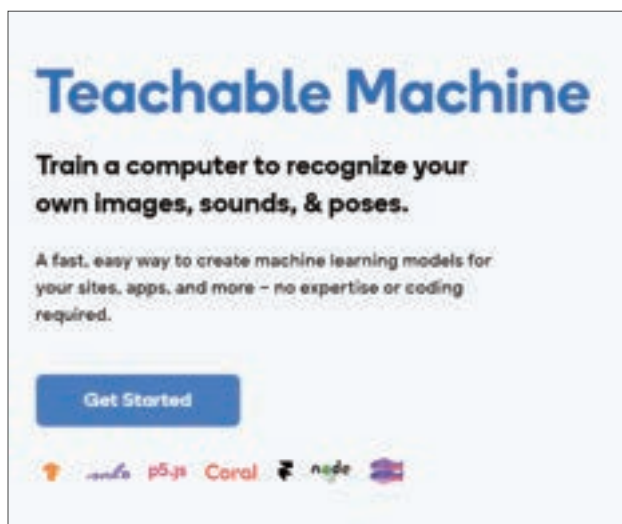 Teachable Machine
Train a computer to recognize your
own images, sounds, & poses.
A fast, easy way to create machine learning models for
your sites, apps, and more – no expertise or coding
required.
Get Started
p5.js Coral node